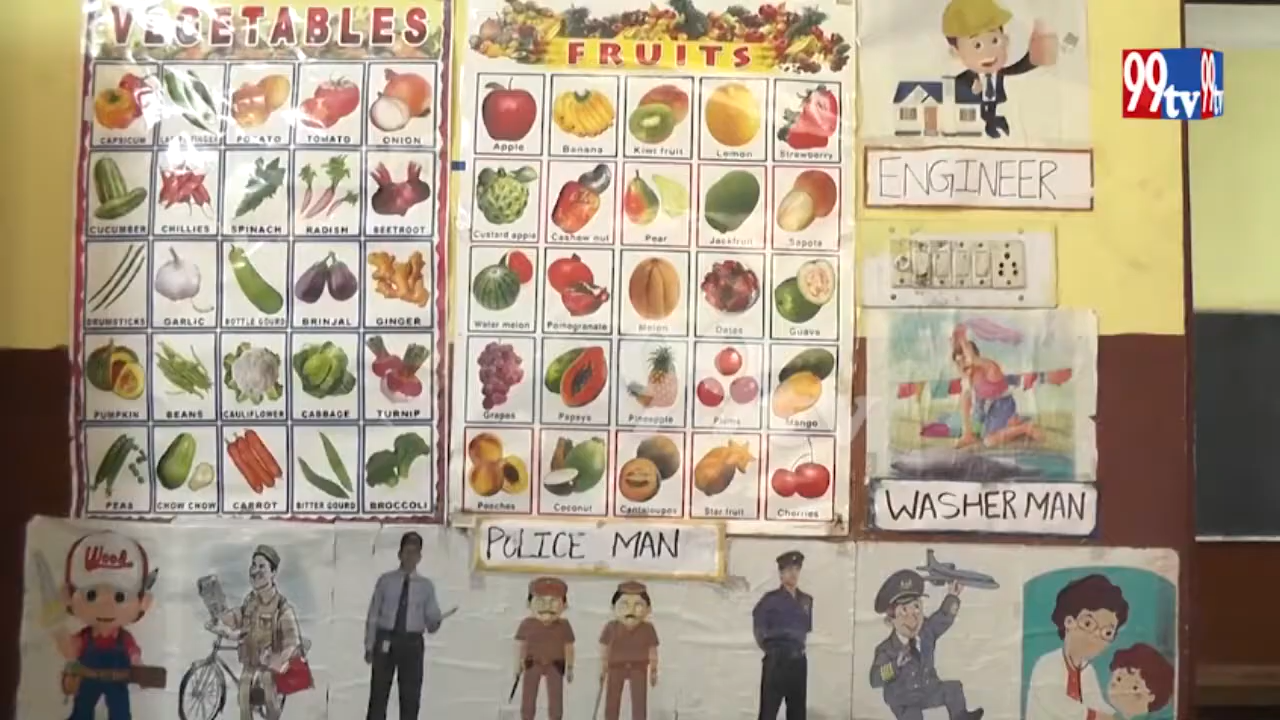 VEGETABLES
CAPSICUM
POTATO
TOMATO
ONION
CUCUMBER
CHILLIES
SPINACH
RADISH
BEETROOT
DRUMSTICKS
GARLIC
BOTTLE GOURD
BRINJAL
GINGER
PUMPKIN
BEANS
CAULIFLOWER
CABBAGE
TURNIP
PEAS
CHOW CHOW
CARROT
BITTER GOURD
BROCCOLI
FRUITS
Apple
Banana
Kiwi fruit
Lemon
Strawberry
Custard apple
Cashew nut
Pear
Jackfruit
Sapota
Water melon
Pomogranate
Melon
Dates
Guava
Grapes
Papaya
Pineapple
Plums
Mango
Peaches
Coconut
Cantaloupes
Star fruit
Cherries
ENGINEER
WASHER MAN
POLICE MAN
99tv
99tv